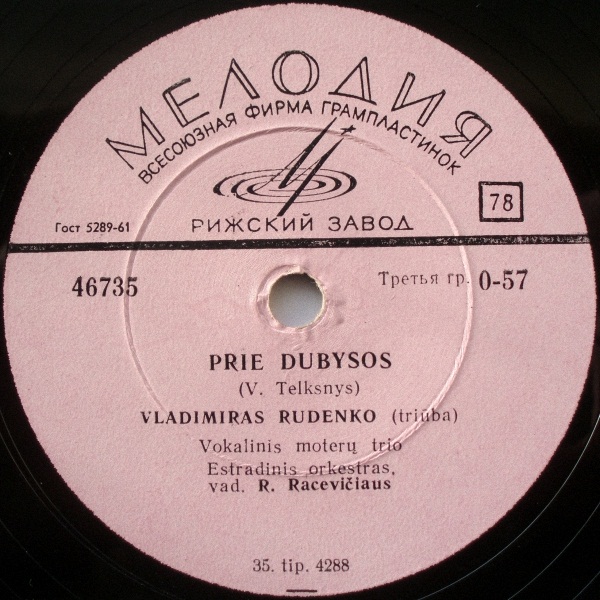 МЕЛОДИЯ
ВСЕСОЮЗНАЯ ФИРМА ГРАМПЛАСТИНОК
РИЖСКИЙ ЗАВОД
Гост 5289-61
78
46735
Третья гр. 0-57
PRIE DUBYSOS
(V. Telksnys)
VLADIMIRAS RUDENKO (triūba)
Vokalinis moterų trio
Estradinis orkestras,
vad. R. Racevičiaus
35. tip. 4288